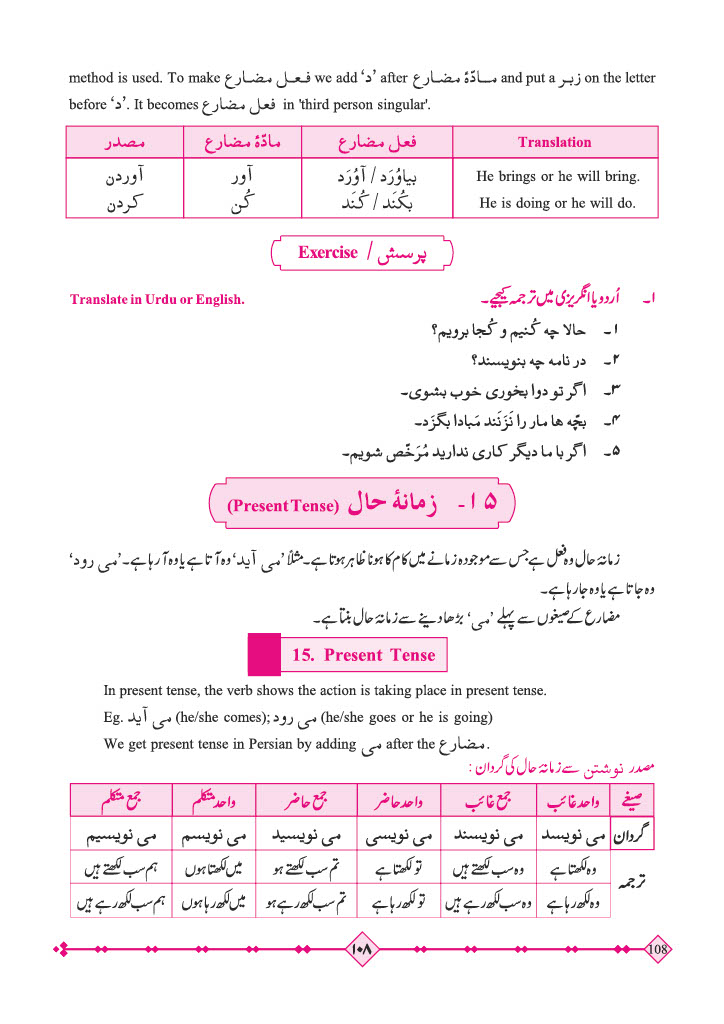 method is used. To make فعل مضارع we add ‘د’ after مادّۂ مضارع and put a زبر on the letter
before ‘د’. It becomes فعل مضارع in 'third person singular'.
مصدر مادّۂ مضارع فعل مضارع Translation
آوردن آور بیاوُرَد / آوُرَد He brings or he will bring.
کردن کُن بکُنَد / کُنَد He is doing or he will do.
پرسش / Exercise
۱۔ اُردو یا انگریزی میں ترجمہ کیجیے۔ Translate in Urdu or English.
۱۔ حالا چه کُنیم و کُجا برویم؟
۲۔ در نامه چه بنویسند؟
۳۔ اگر تو دوا بخوری خوب بشوی۔
۴۔ بچّه ها مار را نَزَنَند مَبادا بگزَد۔
۵۔ اگر با ما دیگر کاری ندارید مُرَخّص شویم۔
۱۵۔ زمانۂ حال (Present Tense)
زمانۂ حال وہ فعل ہے جس سے موجودہ زمانے میں کام کا ہونا ظاہر ہوتا ہے۔ مثلاً ’می آید‘ وہ آتا ہے یا وہ آرہا ہے۔ ’می رود‘
وہ جاتا ہے یا وہ جارہا ہے۔
مضارع کے صیغوں سے پہلے ’می‘ بڑھا دینے سے زمانۂ حال بنتا ہے۔
15. Present Tense
In present tense, the verb shows the action is taking place in present tense.
Eg. می آید (he/she comes); می رود (he/she goes or he is going)
We get present tense in Persian by adding می after the مضارع.
مصدر نوشتن سے زمانۂ حال کی گردان :
صیغے واحد غائب جمع غائب واحد حاضر جمع حاضر واحد متکلم جمع متکلم
گردان می نویسد می نویسند می نویسی می نویسید می نویسم می نویسیم
ترجمہ وہ لکھتا ہے وہ سب لکھتے ہیں تو لکھتا ہے تم سب لکھتے ہو میں لکھتا ہوں ہم سب لکھتے ہیں
وہ لکھ رہا ہے وہ سب لکھ رہے ہیں تو لکھ رہا ہے تم سب لکھ رہے ہو میں لکھ رہا ہوں ہم سب لکھ رہے ہیں
۱۰۸ 108